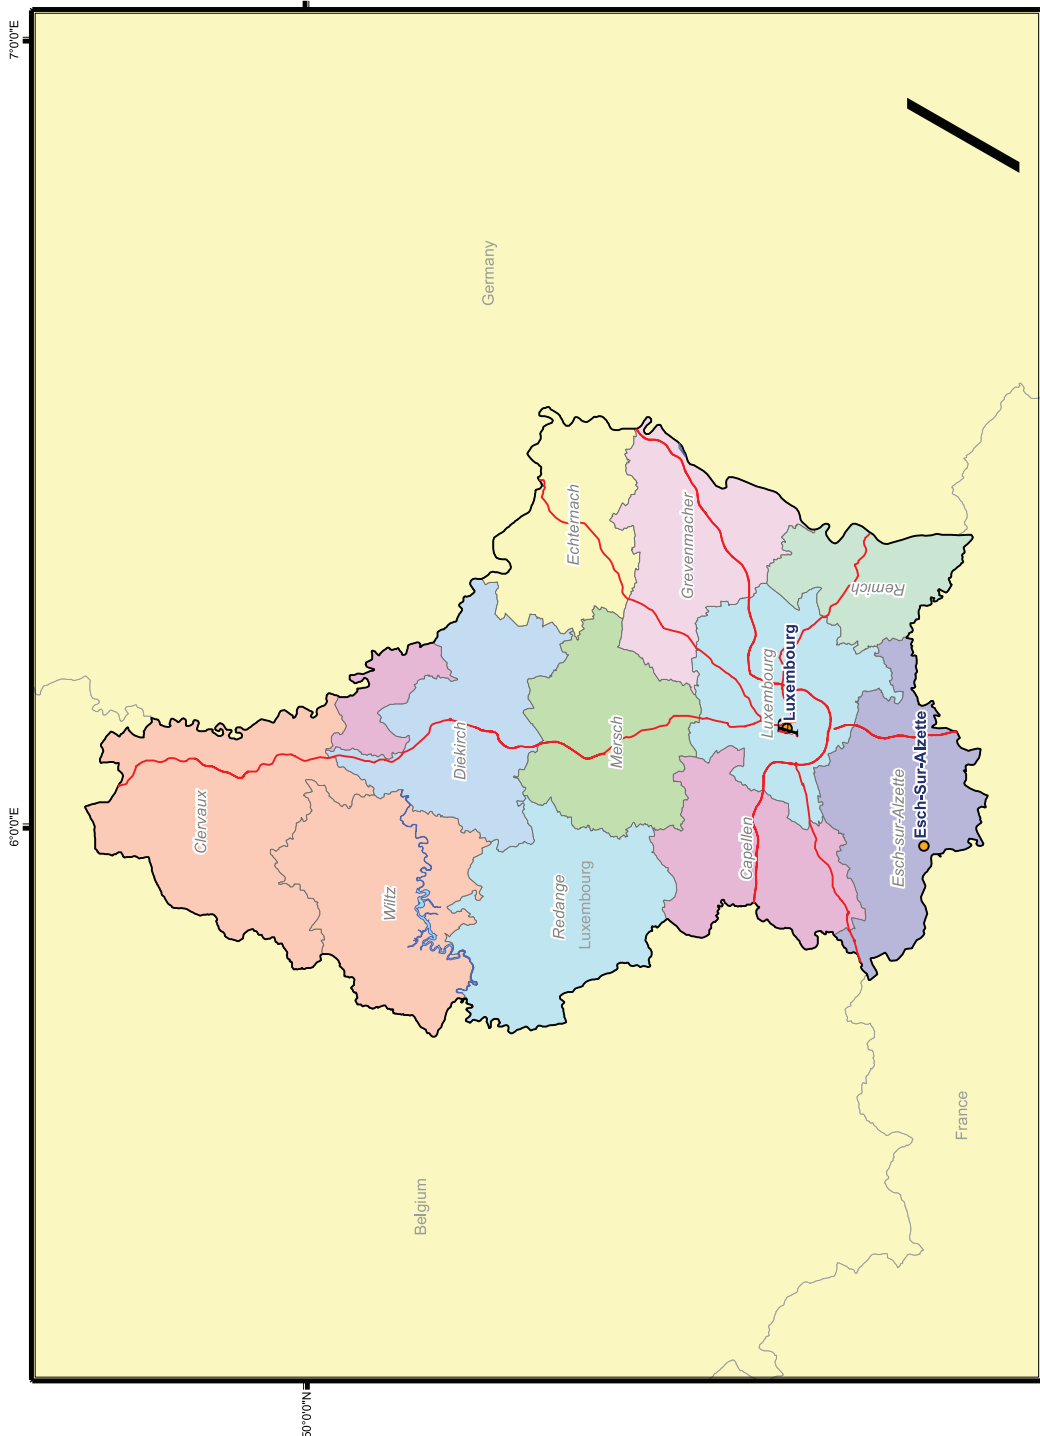 7°0'0"E
Germany
Echternach
Grevenmacher
Remich
Luxembourg
Luxembourg
Diekirch
Mersch
Clervaux
6°0'0"E
Capellen
Esch-sur-Alzette
Esch-Sur-Alzette
Wiltz
Redange
Luxembourg
France
Belgium
50°0'0"N